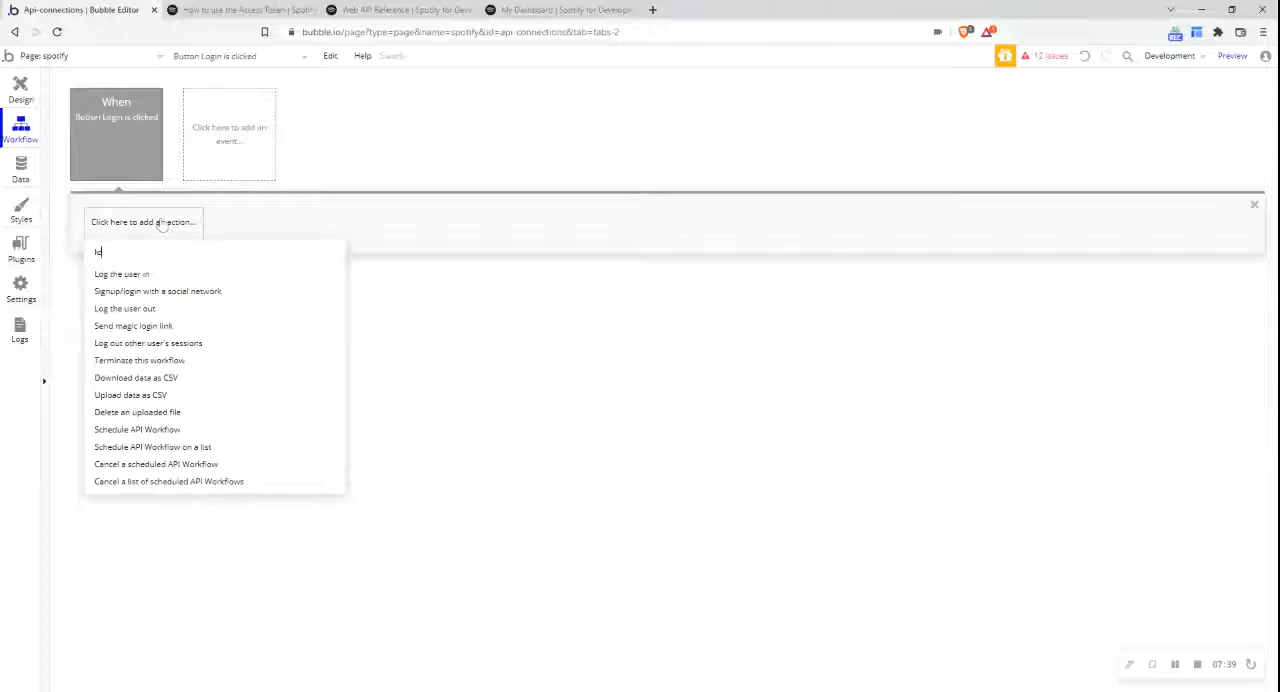 Api-connections | Bubble Editor
How to use the Access Token | Spoti
Web API Reference | Spotify for Deve
My Dashboard | Spotify for Develope
bubble.io/page?type=page&name=spotify&id=api-connections&tab=tabs-2
REC
Page: spotify
Button Login is clicked
Edit
Help
Saved
12 issues
Development
Preview
Design
Workflow
Data
Styles
Plugins
Settings
Logs
When
Button Login is clicked
Click here to add an
event...
Click here to add an action...
Log the user in
Signup/login with a social network
Log the user out
Send magic login link
Log out other user's sessions
Terminate this workflow
Download data as CSV
Upload data as CSV
Delete an uploaded file
Schedule API Workflow
Schedule API Workflow on a list
Cancel a scheduled API Workflow
Cancel a list of scheduled API Workflows
07:39